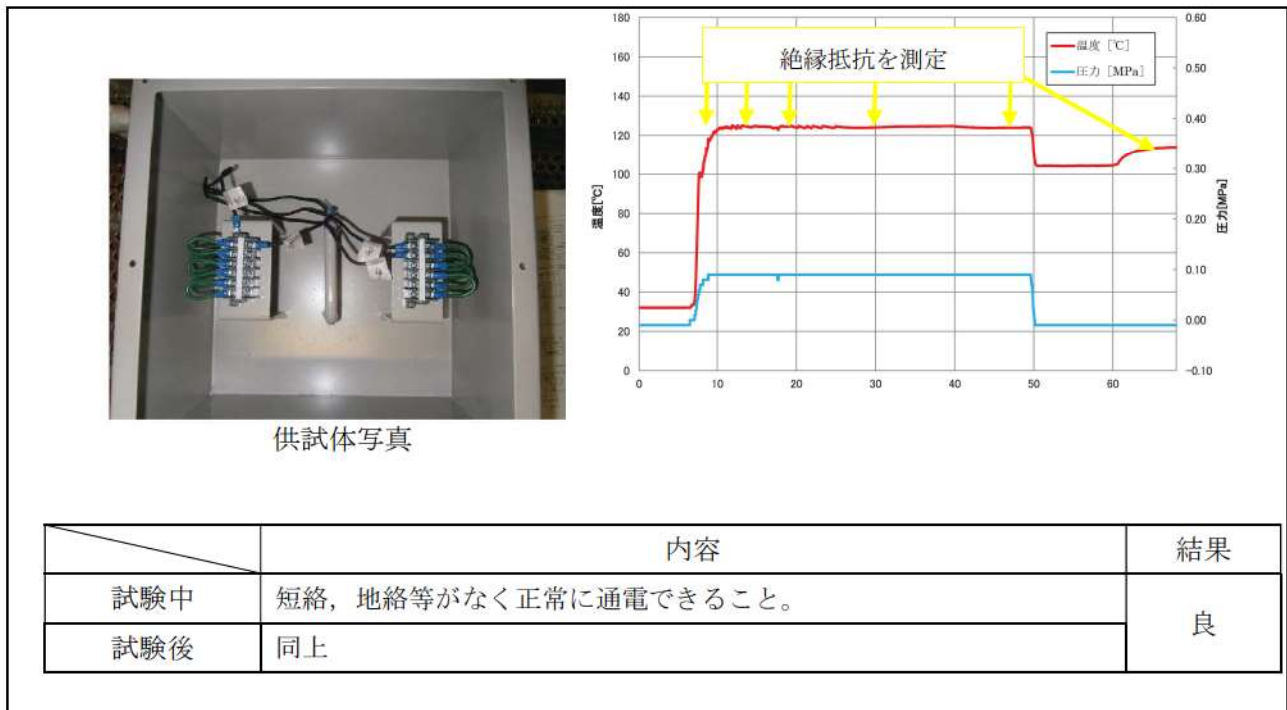 絶縁抵抗を測定
温度 [℃]
圧力 [MPa]
180
160
140
120
100
80
60
40
20
0
温度[℃]
0.60
0.50
0.40
0.30
0.20
0.10
0.00
-0.10
圧力[MPa]
0 10 20 30 40 50 60
供試体写真
内容 結果
試験中 短絡，地絡等がなく正常に通電できること。 良
試験後 同上